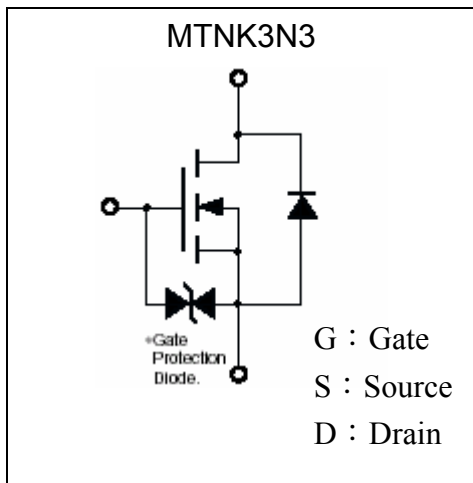 MTNK3N3
*Gate
Protection
Diode.
G：Gate
S：Source
D：Drain